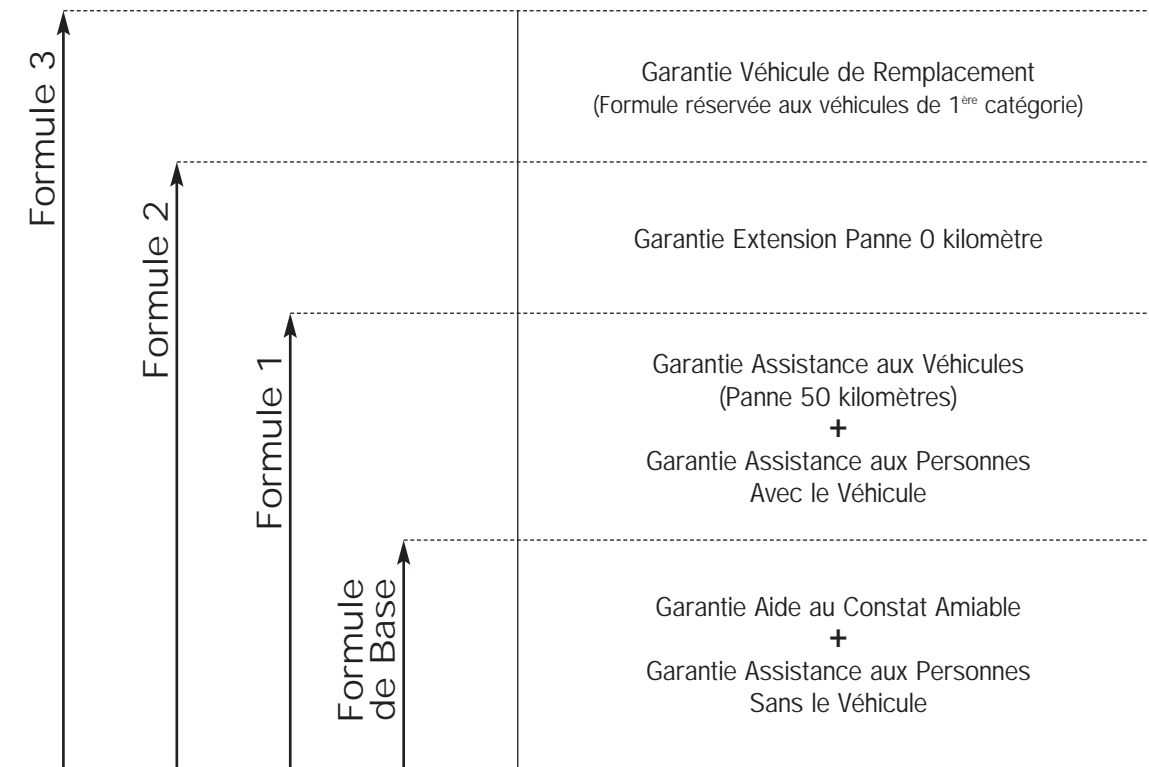 Formule 3
Garantie Véhicule de Remplacement
(Formule réservée aux véhicules de 1ère catégorie)
Formule 2
Garantie Extension Panne 0 kilomètre
Formule 1
Garantie Assistance aux Véhicules
(Panne 50 kilomètres)
+
Garantie Assistance aux Personnes
Avec le Véhicule
Formule
de Base
Garantie Aide au Constat Amiable
+
Garantie Assistance aux Personnes
Sans le Véhicule